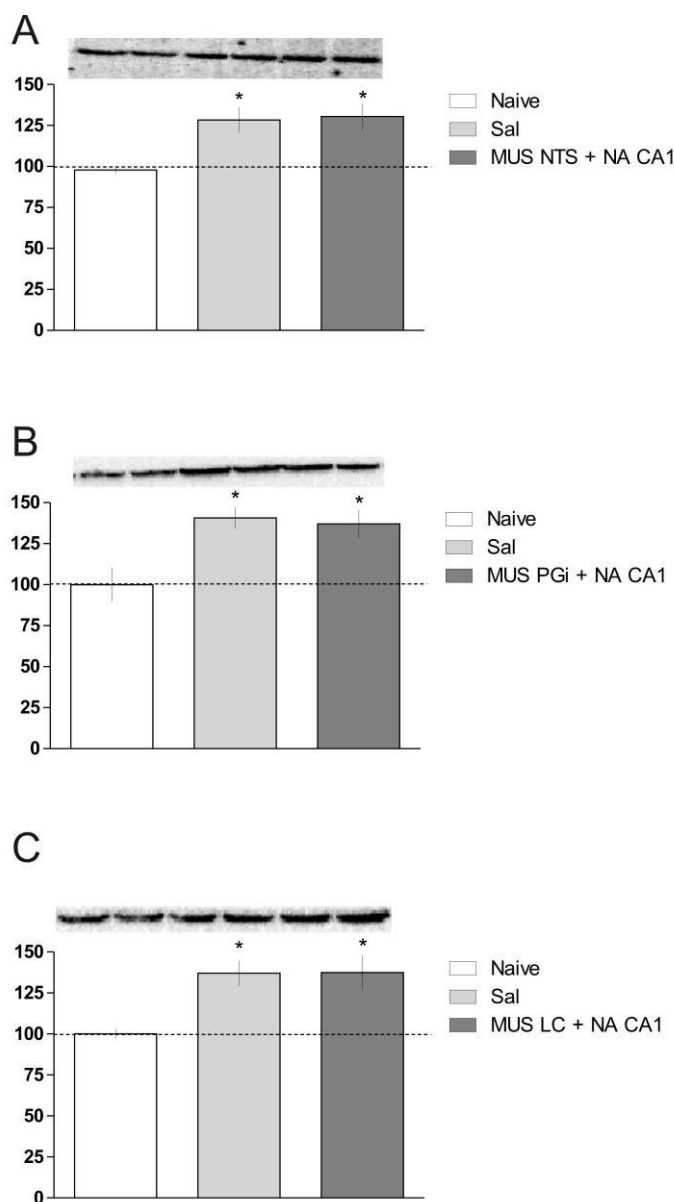 A
150
125
100
75
50
25
0
* *
Naive
Sal
MUS NTS + NA CA1
B
150
125
100
75
50
25
0
* *
Naive
Sal
MUS PGi + NA CA1
C
150
125
100
75
50
25
0
* *
Naive
Sal
MUS LC + NA CA1